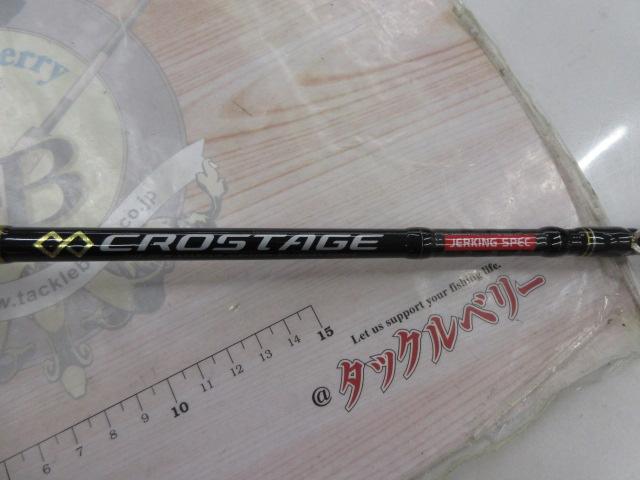 erry
B
www.tackleb co.jp
CROSTAGE
JERKING SPEC
Let us support your fishing life.
@タックルベリー
6 7 8 9 10 11 12 13 14 15